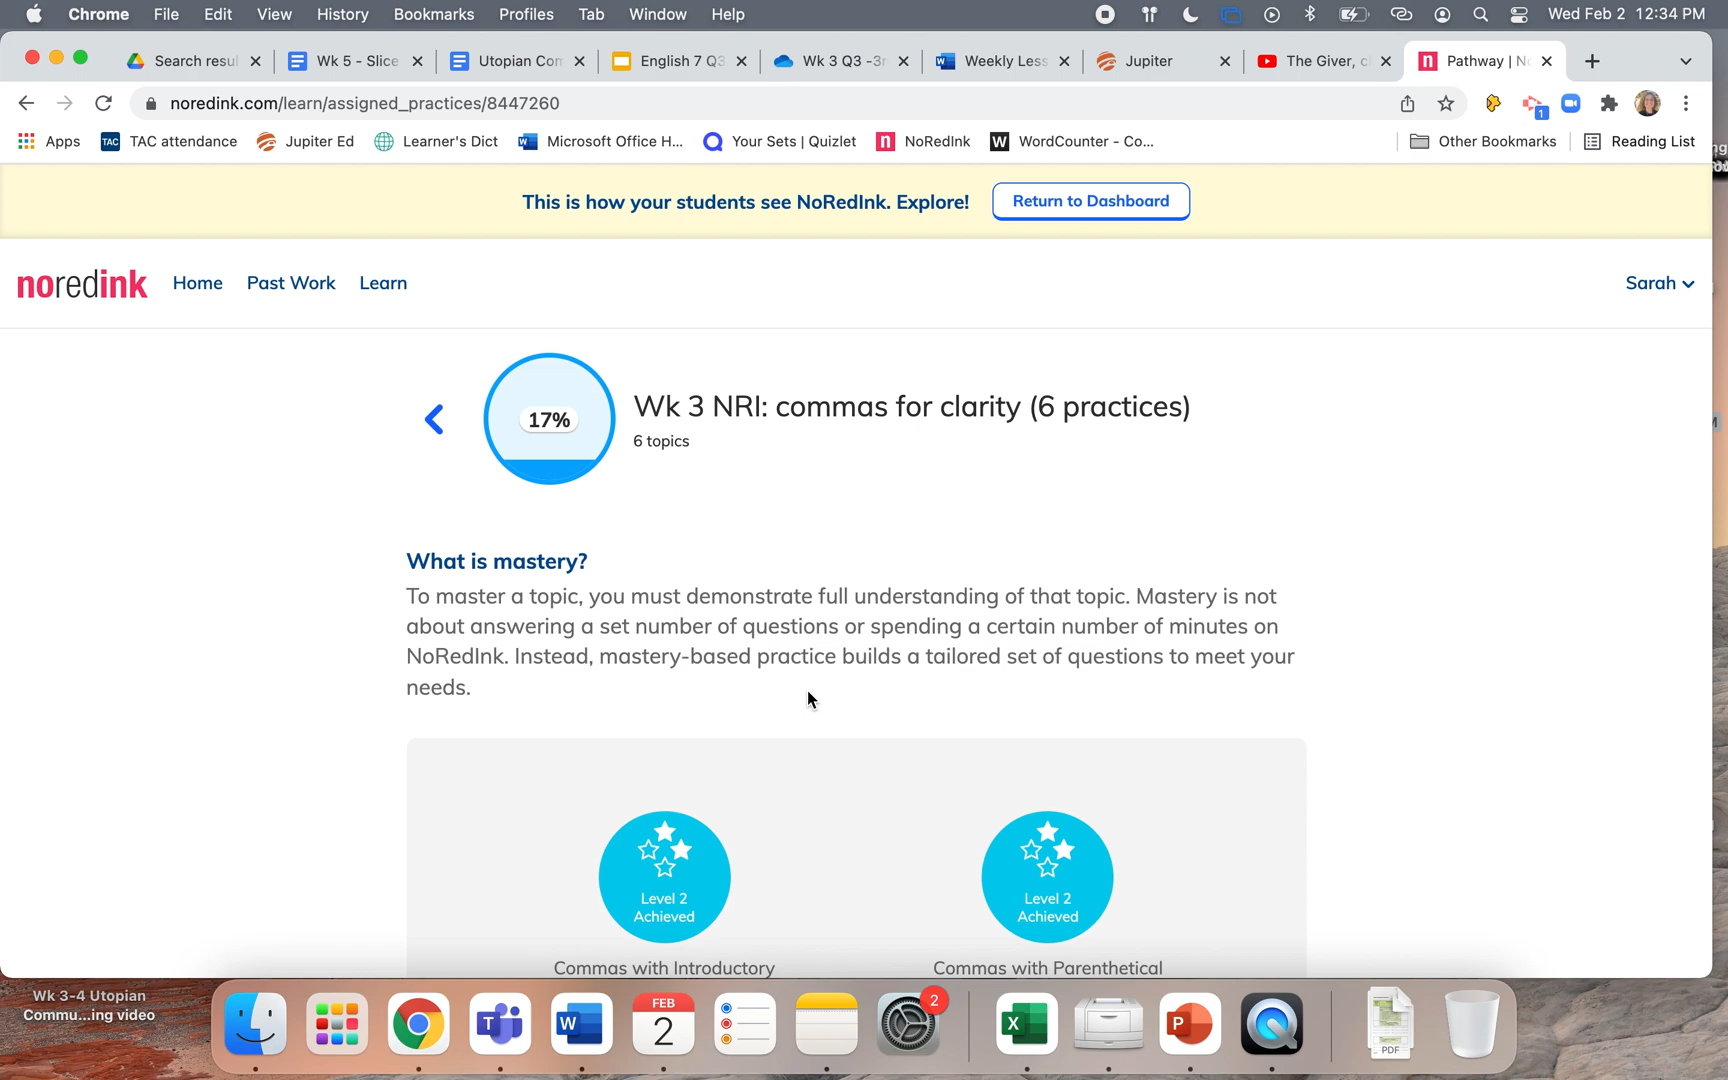 Chrome File Edit View History Bookmarks Profiles Tab Window Help Wed Feb 2 12:34 PM
Search resul Wk 5 - Slice Utopian Com English 7 Q3 Wk 3 Q3 -3r Weekly Less Jupiter The Giver, c Pathway | No
noredink.com/learn/assigned_practices/8447260 1
Apps TAC TAC attendance Jupiter Ed Learner's Dict Microsoft Office H... Your Sets | Quizlet n NoRedInk W WordCounter - Co... Other Bookmarks Reading List
This is how your students see NoRedInk. Explore! Return to Dashboard
noredink Home Past Work Learn Sarah
17% Wk 3 NRI: commas for clarity (6 practices)
6 topics
What is mastery?
To master a topic, you must demonstrate full understanding of that topic. Mastery is not
about answering a set number of questions or spending a certain number of minutes on
NoRedInk. Instead, mastery-based practice builds a tailored set of questions to meet your
needs.
Level 2 Level 2
Achieved Achieved
Commas with Introductory Commas with Parenthetical
Wk 3-4 Utopian
Commu...ing video
FEB
2
2
T W X P
PDF